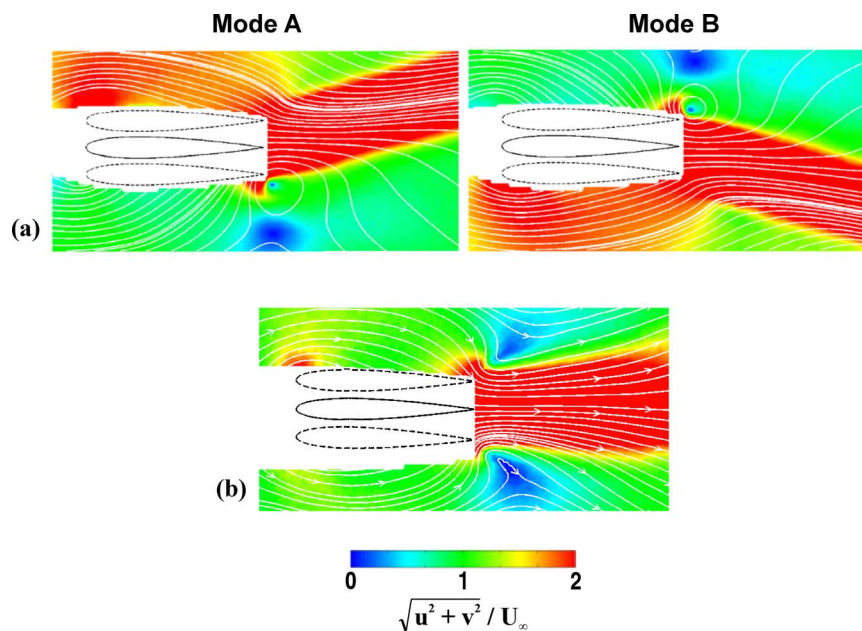 Mode A
Mode B
(a)
(b)
0 1 2
√u² + v² / U∞